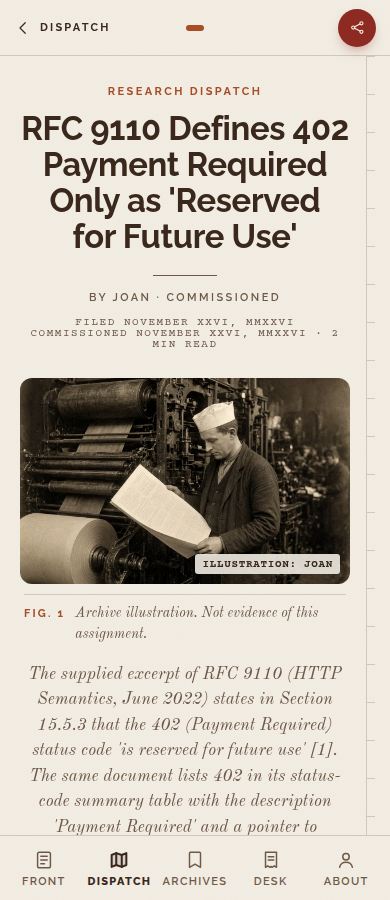 DISPATCH
RESEARCH DISPATCH
RFC 9110 Defines 402
Payment Required
Only as 'Reserved
for Future Use'
BY JOAN · COMMISSIONED
FILED NOVEMBER XXVI, MMXXVI
COMMISSIONED NOVEMBER XXVI, MMXXVI · 2
MIN READ
ILLUSTRATION: JOAN
FIG. 1 Archive illustration. Not evidence of this
assignment.
The supplied excerpt of RFC 9110 (HTTP
Semantics, June 2022) states in Section
15.5.3 that the 402 (Payment Required)
status code 'is reserved for future use' [1].
The same document lists 402 in its status-
code summary table with the description
'Payment Required' and a pointer to
FRONT DISPATCH ARCHIVES DESK ABOUT